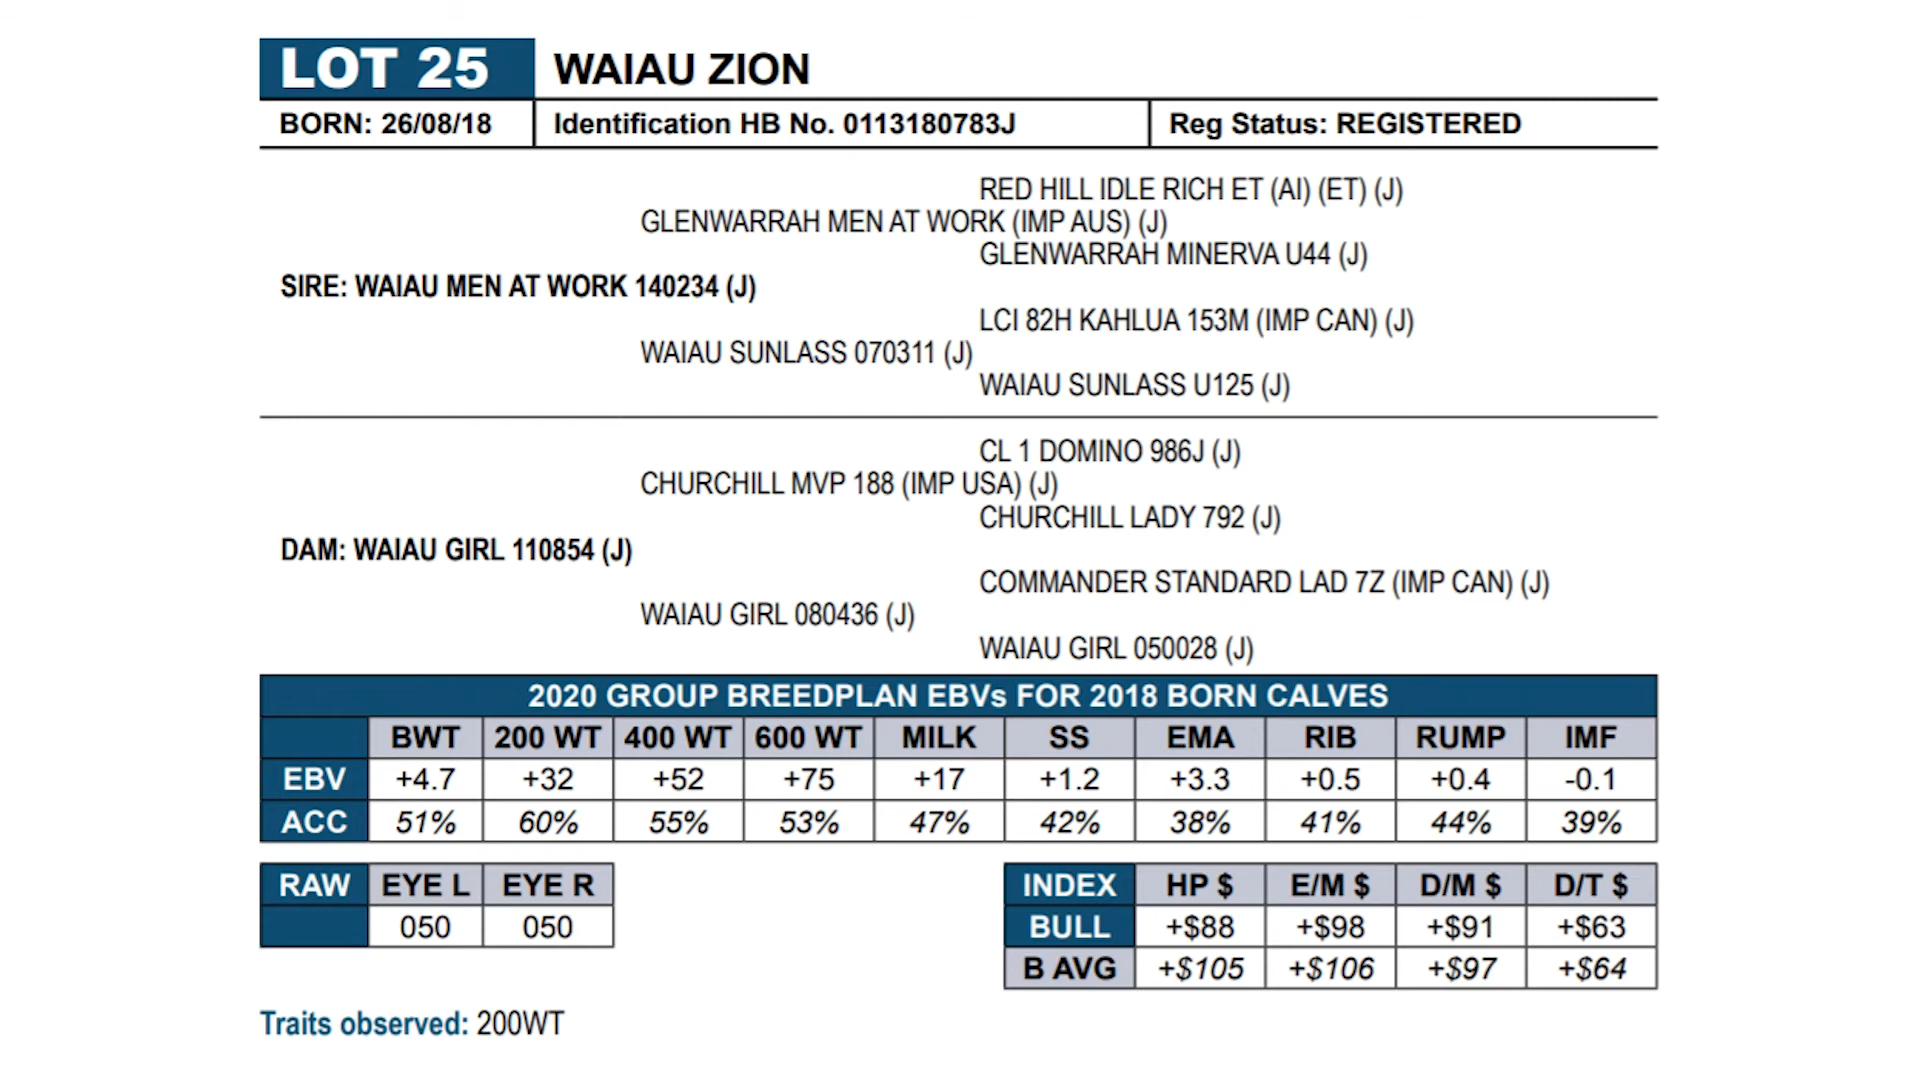 LOT 25 WAIAU ZION
BORN: 26/08/18 Identification HB No. 0113180783J Reg Status: REGISTERED
RED HILL IDLE RICH ET (AI) (ET) (J)
GLENWARRAH MEN AT WORK (IMP AUS) (J)
GLENWARRAH MINERVA U44 (J)
SIRE: WAIAU MEN AT WORK 140234 (J)
LCI 82H KAHLUA 153M (IMP CAN) (J)
WAIAU SUNLASS 070311 (J)
WAIAU SUNLASS U125 (J)
CL 1 DOMINO 986J (J)
CHURCHILL MVP 188 (IMP USA) (J)
CHURCHILL LADY 792 (J)
DAM: WAIAU GIRL 110854 (J)
COMMANDER STANDARD LAD 7Z (IMP CAN) (J)
WAIAU GIRL 080436 (J)
WAIAU GIRL 050028 (J)
2020 GROUP BREEDPLAN EBVs FOR 2018 BORN CALVES
BWT 200 WT 400 WT 600 WT MILK SS EMA RIB RUMP IMF
EBV +4.7 +32 +52 +75 +17 +1.2 +3.3 +0.5 +0.4 -0.1
ACC 51% 60% 55% 53% 47% 42% 38% 41% 44% 39%
RAW EYE L EYE R
050 050
INDEX HP $ E/M $ D/M $ D/T $
BULL +$88 +$98 +$91 +$63
B AVG +$105 +$106 +$97 +$64
Traits observed: 200WT